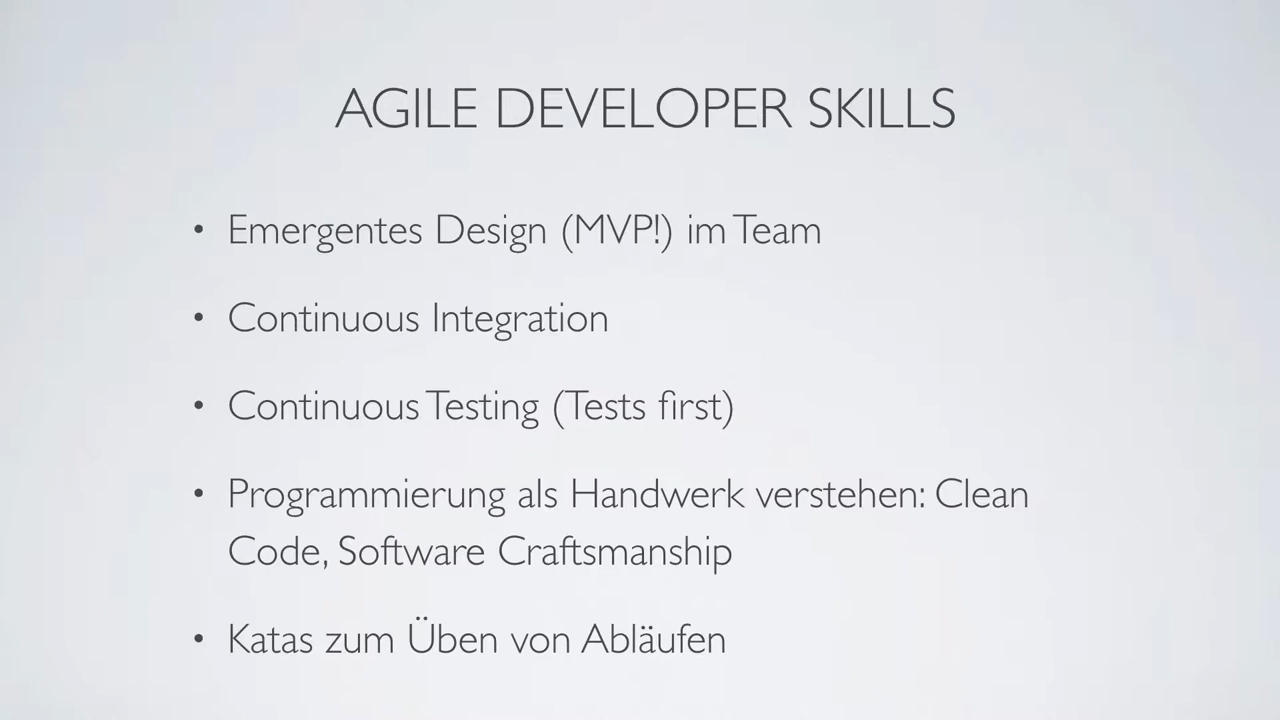 AGILE DEVELOPER SKILLS
• Emergentes Design (MVP!) im Team
• Continuous Integration
• Continuous Testing (Tests first)
• Programmierung als Handwerk verstehen: Clean
Code, Software Craftsmanship
• Katas zum Üben von Abläufen